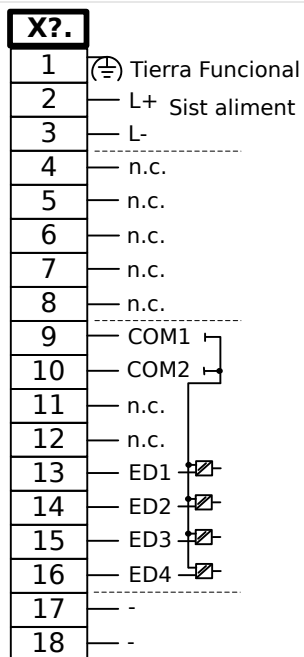 X?.
1 Tierra Funcional
2 L+ Sist aliment
3 L-
4 n.c.
5 n.c.
6 n.c.
7 n.c.
8 n.c.
9 COM1
10 COM2
11 n.c.
12 n.c.
13 ED1
14 ED2
15 ED3
16 ED4
17 -
18 -